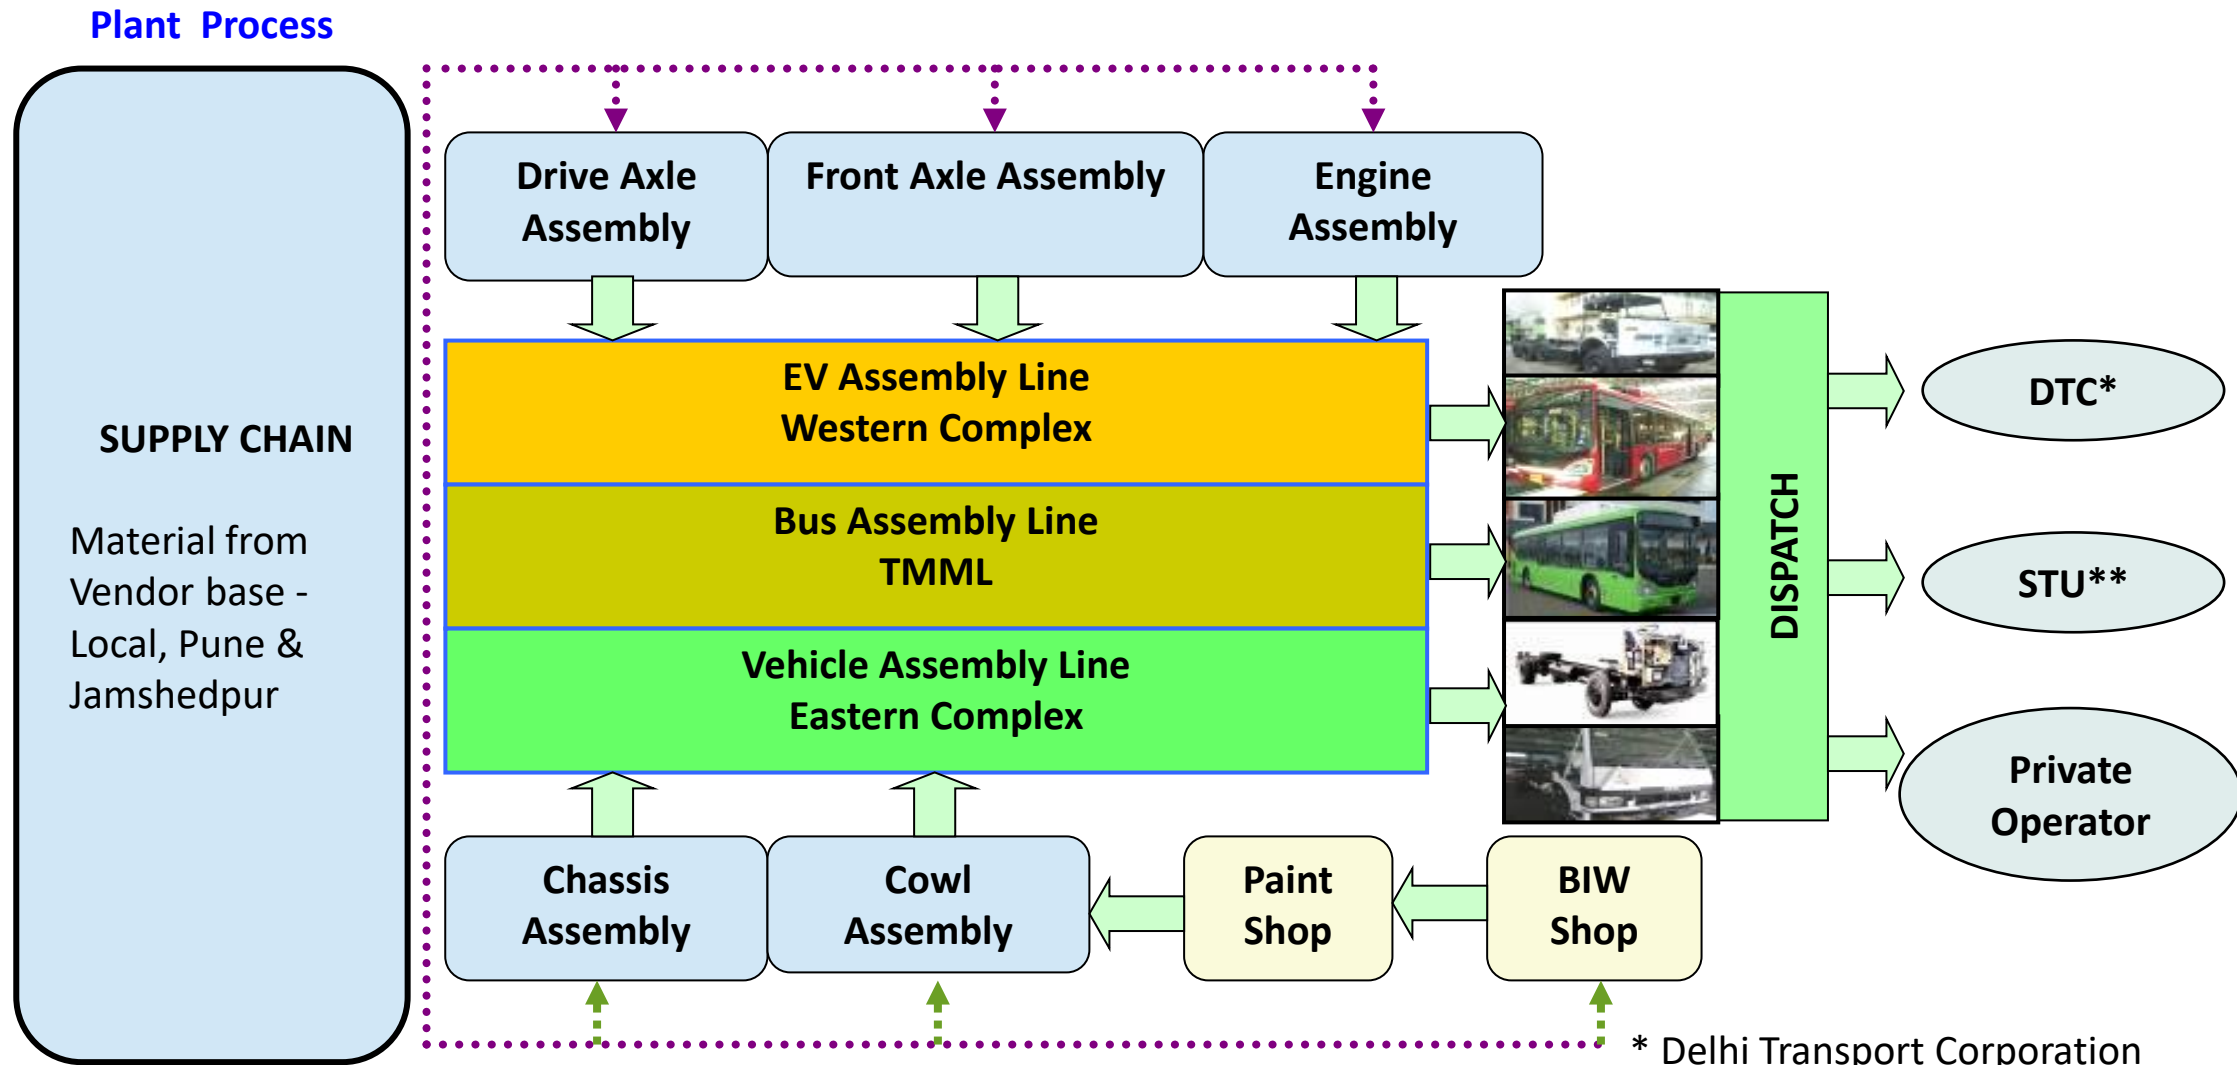 Plant Process
SUPPLY CHAIN
Material from
Vendor base -
Local, Pune &
Jamshedpur
Drive Axle
Assembly
Front Axle Assembly
Engine
Assembly
EV Assembly Line
Western Complex
Bus Assembly Line
TMML
Vehicle Assembly Line
Eastern Complex
Chassis
Assembly
Cowl
Assembly
Paint
Shop
BIW
Shop
DISPATCH
DTC*
STU**
Private
Operator
* Delhi Transport Corporation